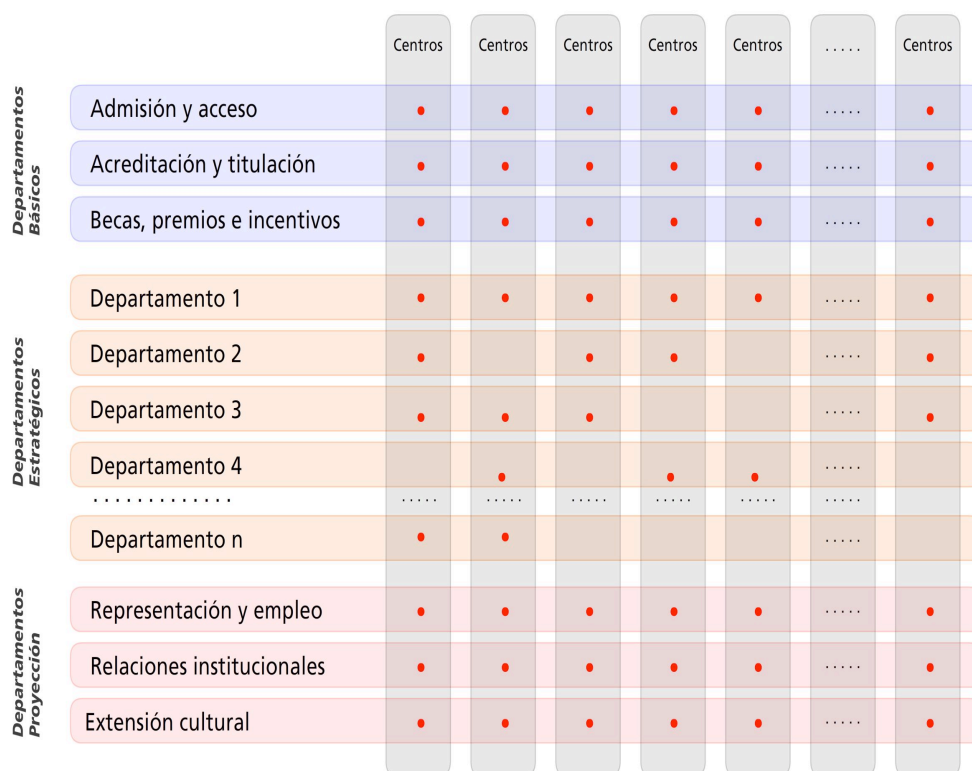 Centros Centros Centros Centros Centros ..... Centros
Departamentos
Básicos
Admisión y acceso .....
Acreditación y titulación .....
Becas, premios e incentivos .....
Departamentos
Estratégicos
Departamento 1 .....
Departamento 2 .....
Departamento 3 .....
Departamento 4 .....
............. ..... ..... ..... ..... ..... .....
Departamento n .....
Departamentos
Proyección
Representación y empleo .....
Relaciones institucionales .....
Extensión cultural .....